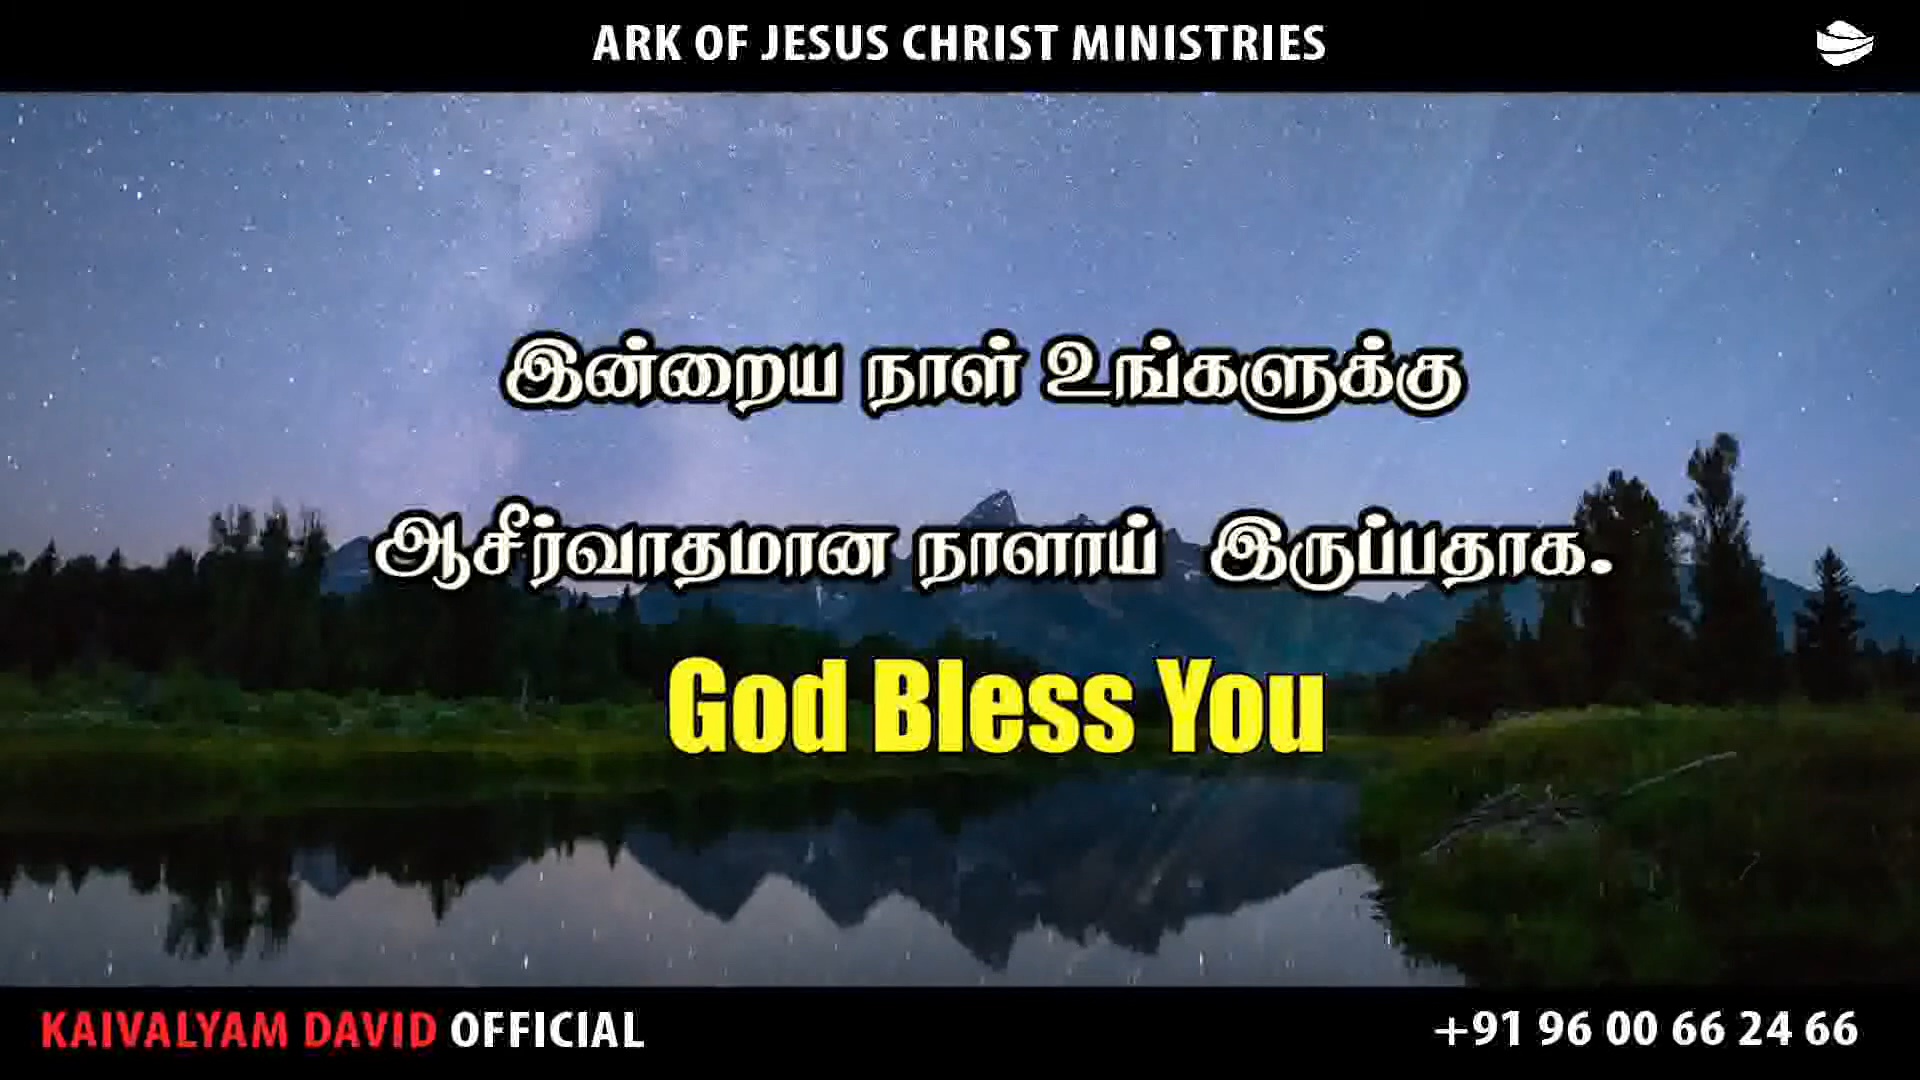 ARK OF JESUS CHRIST MINISTRIES
இன்றைய நாள் உங்களுக்கு
ஆசீர்வாதமான நாளாய் இருப்பதாக.
God Bless You
KAIVALYAM DAVID OFFICIAL
+91 96 00 66 24 66